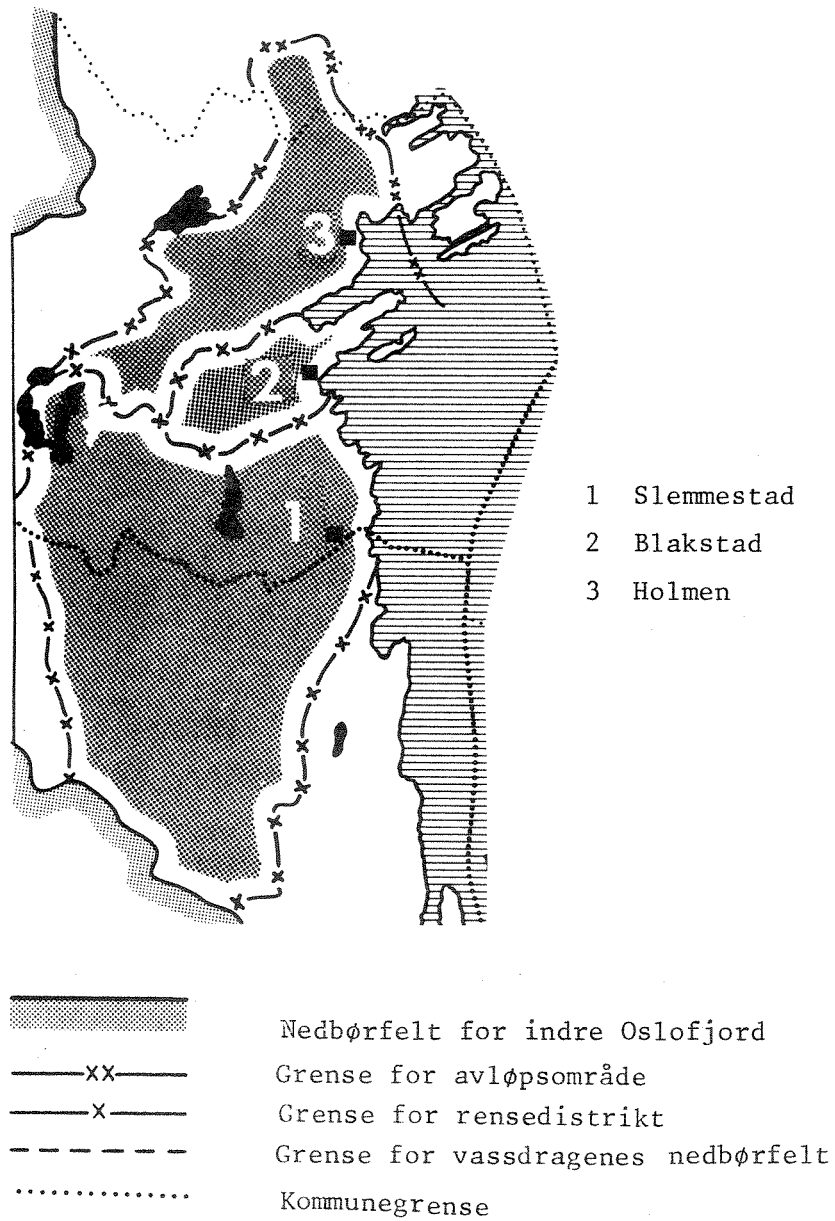 3
2
1
1 Slemmestad
2 Blakstad
3 Holmen
Nedbørfelt for indre Oslofjord
xx Grense for avløpsområde
x Grense for rensedistrikt
Grense for vassdragenes nedbørfelt
Kommunegrense